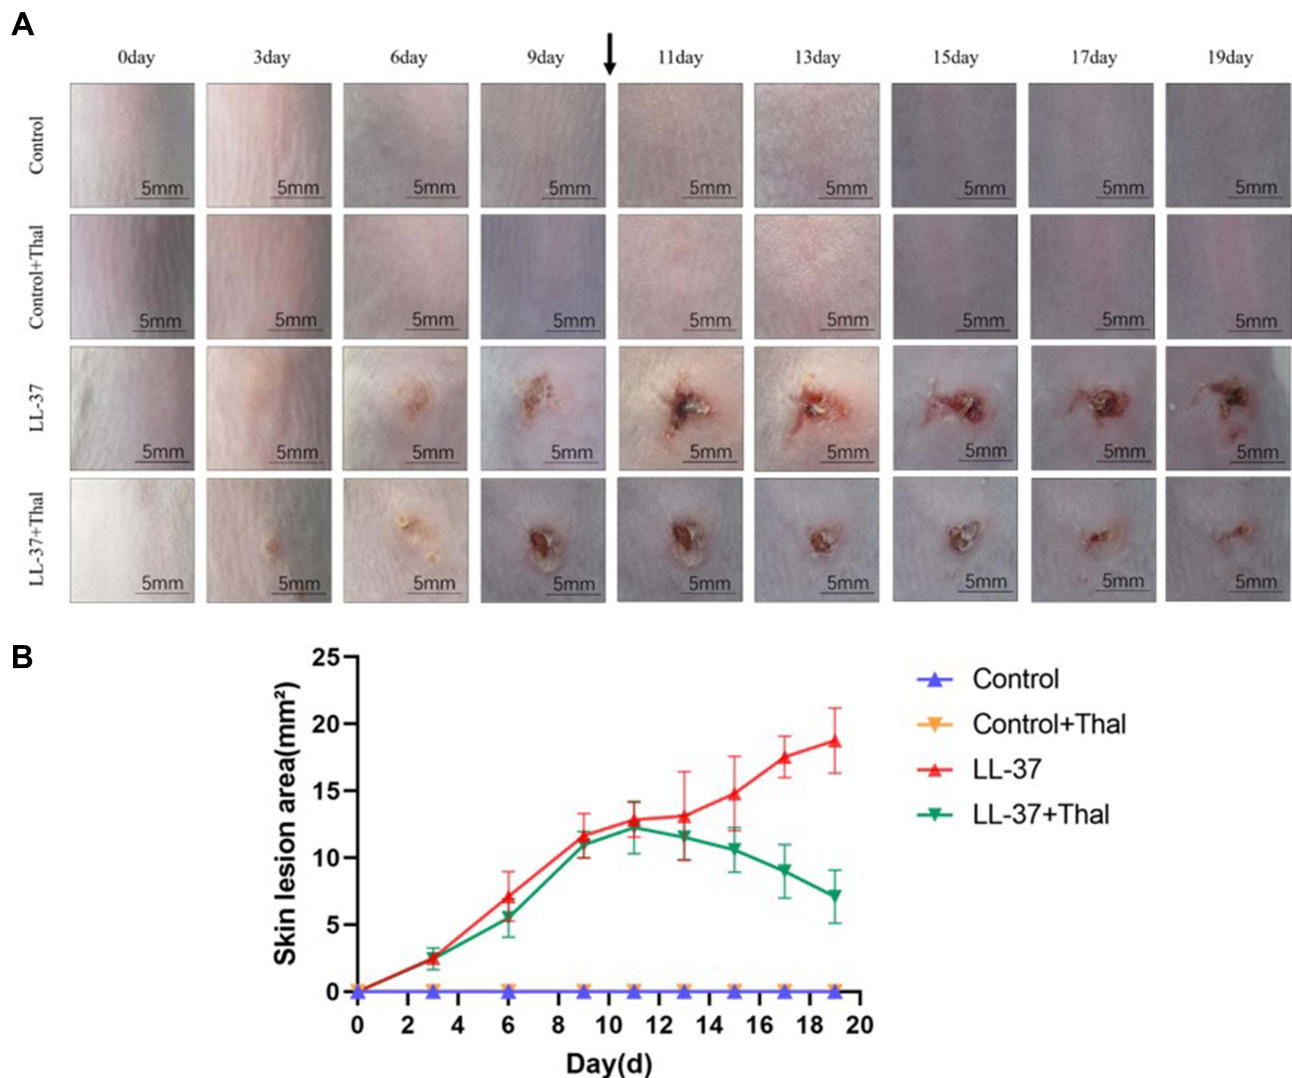 A
0day 3day 6day 9day 11day 13day 15day 17day 19day
Control
5mm 5mm 5mm 5mm 5mm 5mm 5mm 5mm 5mm
Control+Thal
5mm 5mm 5mm 5mm 5mm 5mm 5mm 5mm 5mm
LL-37
5mm 5mm 5mm 5mm 5mm 5mm 5mm 5mm 5mm
LL-37+Thal
5mm 5mm 5mm 5mm 5mm 5mm 5mm 5mm 5mm
B
Skin lesion area(mm²)
25
20
15
10
5
0
0 2 4 6 8 10 12 14 16 18 20
Day(d)
Control
Control+Thal
LL-37
LL-37+Thal